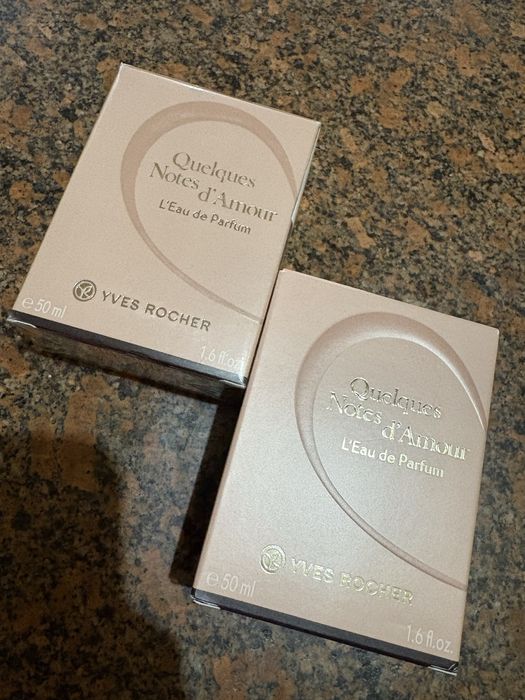 Quelques
Notes d'Amour
L'Eau de Parfum
YVES ROCHER
℮ 50 ml
1.6 fl.oz.
Quelques
Notes d'Amour
L'Eau de Parfum
YVES ROCHER
℮ 50 ml
1.6 fl.oz.